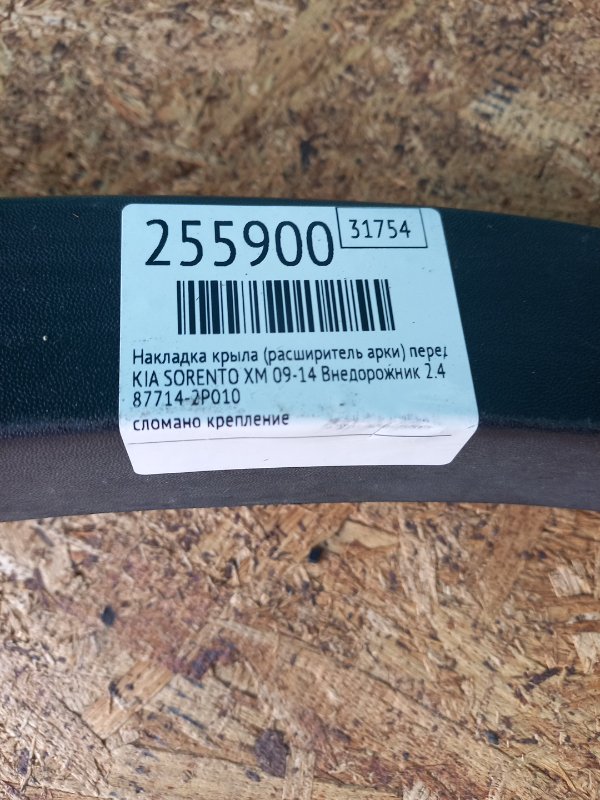 255900
31754
Накладка крыла (расширитель арки) перед
KIA SORENTO XM 09-14 Внедорожник 2.4
87714-2P010
сломано крепление